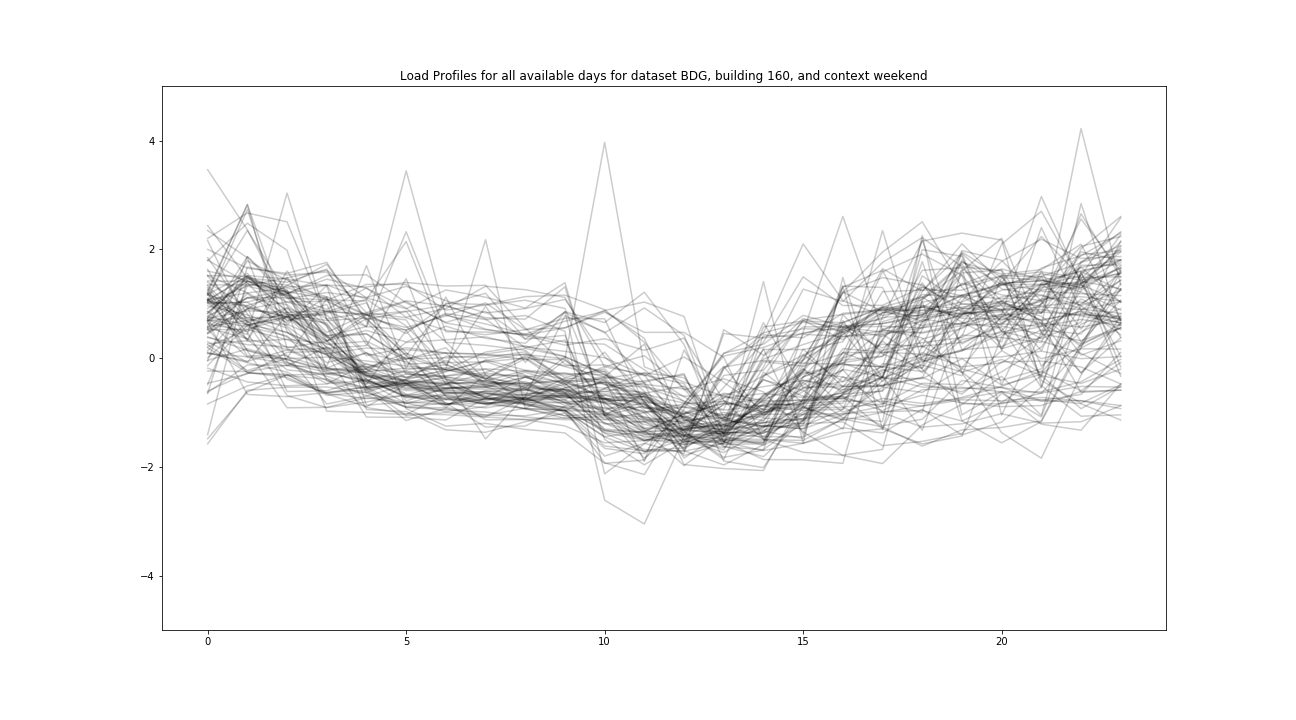 Load Profiles for all available days for dataset BDG, building 160, and context weekend
4
2
0
−2
−4
0 5 10 15 20